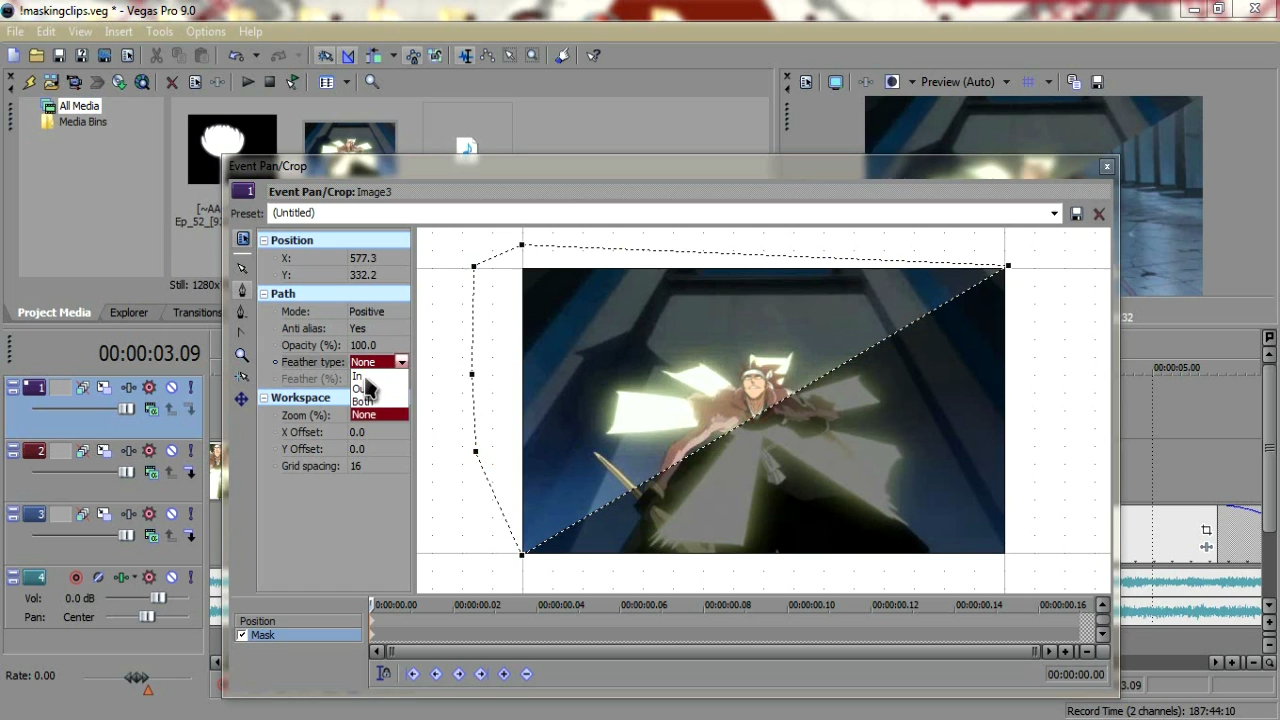 !maskingclips.veg * - Vegas Pro 9.0
File Edit View Insert Tools Options Help
Preview (Auto)
All Media
Media Bins
Event Pan/Crop
1 Event Pan/Crop: Image3
Preset: (Untitled)
[~AA
Ep_52_[9
Still: 1280x
Position
X: 577.3
Y: 332.2
Path
Mode: Positive
Anti alias: Yes
Opacity (%): 100.0
Feather type: None
Feather (%): In
Both
None
Workspace
Zoom (%):
X Offset: 0.0
Y Offset: 0.0
Grid spacing: 16
Project Media Explorer Transitions
32
00:00:03.09
00:00:05.00
1
2
3
4
Vol: 0.0 dB
Pan: Center
Rate: 0.00
Position
Mask
0:00:00.00 00:00:00.02 00:00:00.04 00:00:00.06 00:00:00.08 00:00:00.10 00:00:00.12 00:00:00.14 00:00:00.16
00:00:00.00
3.09
Record Time (2 channels): 187:44:10